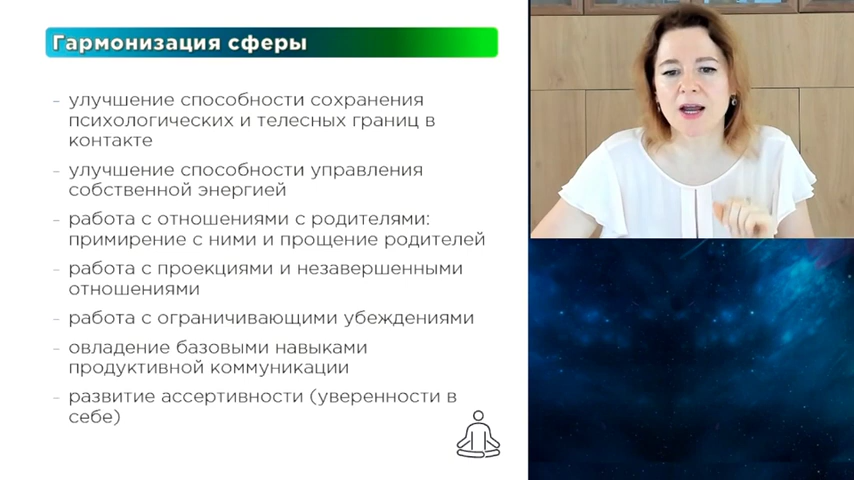 Гармонизация сферы
- улучшение способности сохранения
психологических и телесных границ в
контакте
- улучшение способности управления
собственной энергией
- работа с отношениями с родителями:
примирение с ними и прощение родителей
- работа с проекциями и незавершенными
отношениями
- работа с ограничивающими убеждениями
- овладение базовыми навыками
продуктивной коммуникации
- развитие ассертивности (уверенности в
себе)